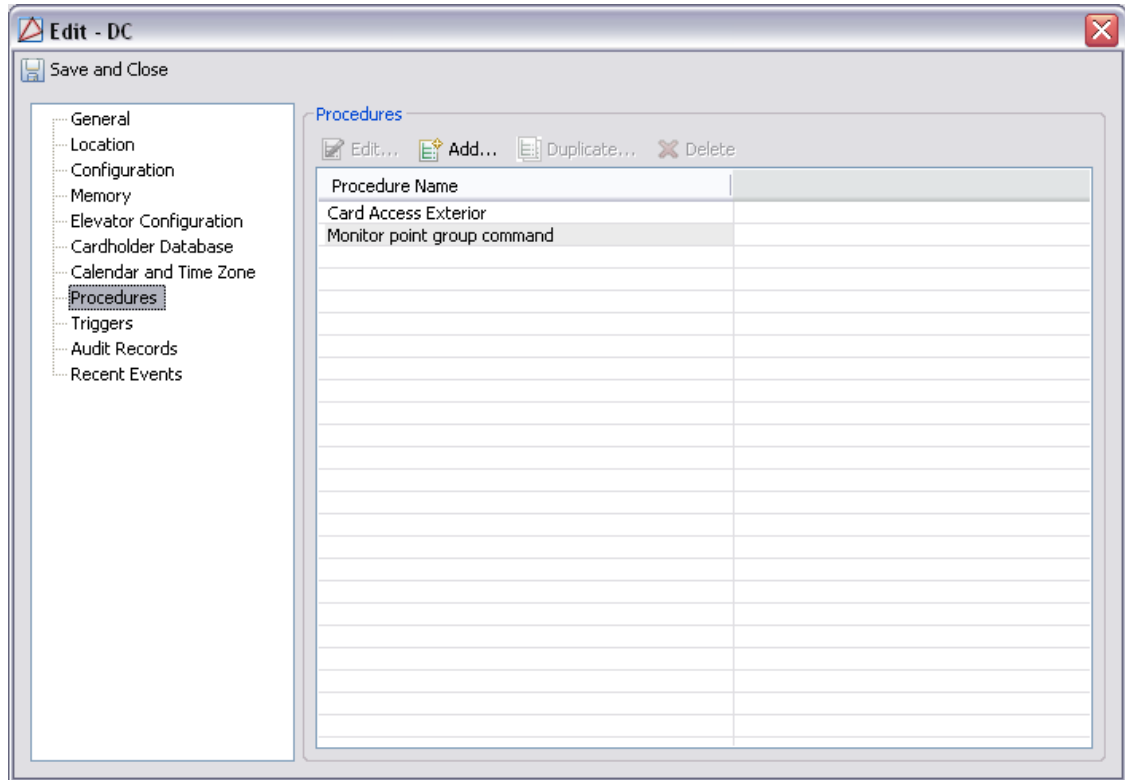 Edit - DC
Save and Close
General
Location
Configuration
Memory
Elevator Configuration
Cardholder Database
Calendar and Time Zone
Procedures
Triggers
Audit Records
Recent Events
Procedures
Edit... Add... Duplicate... Delete
Procedure Name
Card Access Exterior
Monitor point group command